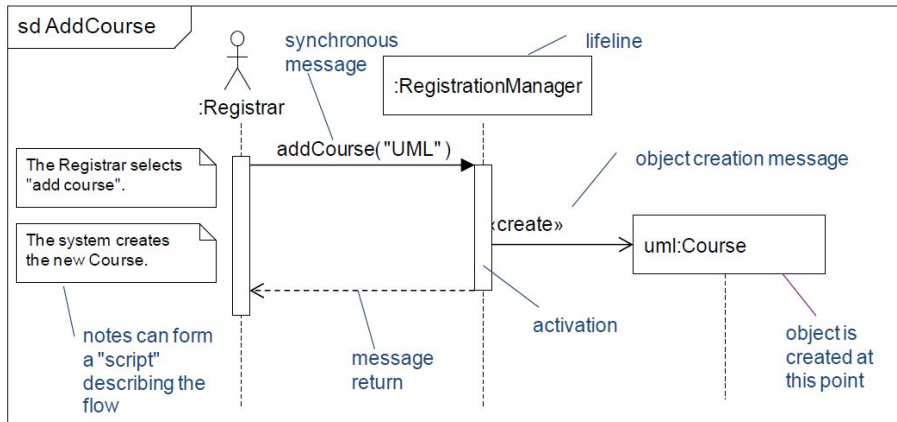 sd AddCourse
synchronous
message
lifeline
:Registrar
:RegistrationManager
The Registrar selects
"add course".
addCourse("UML" )
object creation message
The system creates
the new Course.
«create»
uml:Course
notes can form
a "script"
describing the
flow
message
return
activation
object is
created at
this point